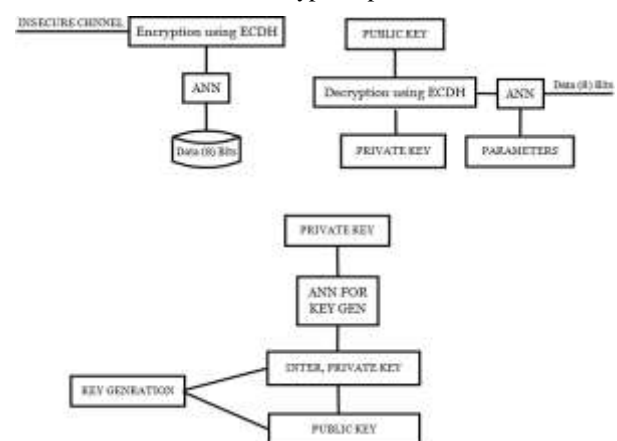 INSECURE CHNNEL
Encryption using ECDH
ANN
Data (8) Bits
PUBLIC KEY
Decryption using ECDH
ANN
Data (8) Bits
PRIVATE KEY
PARAMETERS
PRIVATE KEY
ANN FOR
KEY GEN
INTER, PRIVATE KEY
KEY GENRATION
PUBLIC KEY